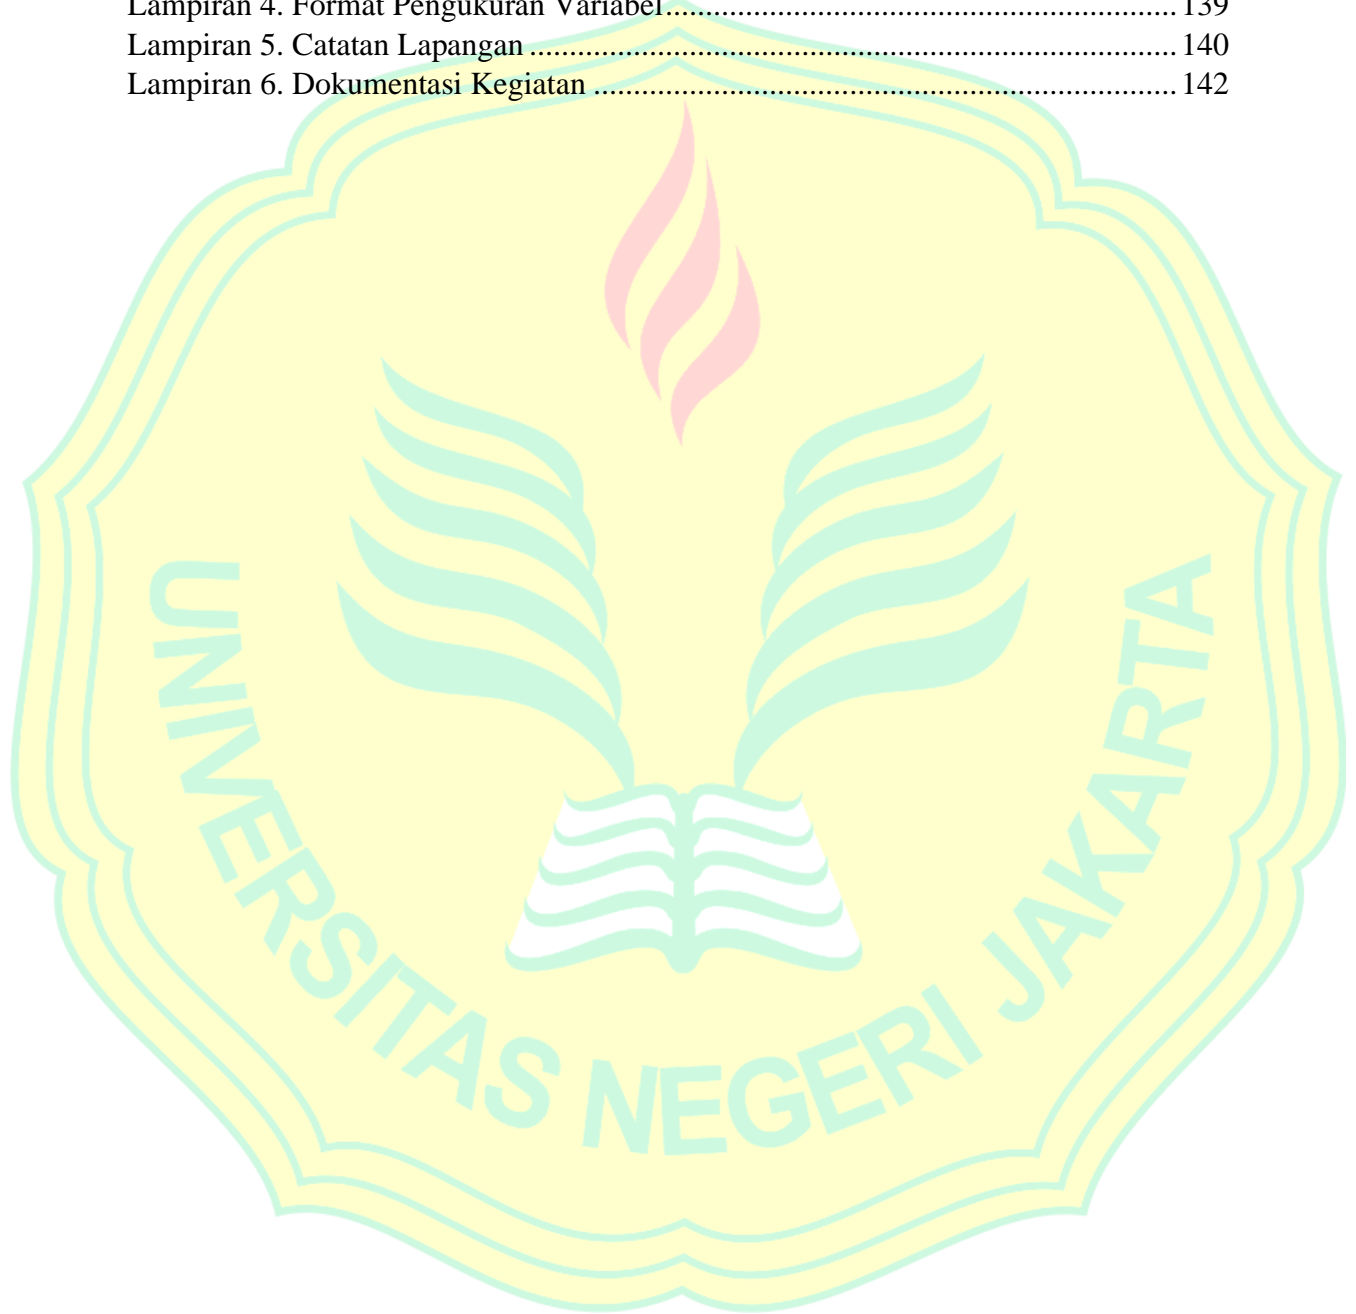 Lampiran 4. Format Pengukuran Variabel................................................................139
Lampiran 5. Catatan Lapangan .................................................................................140
Lampiran 6. Dokumentasi Kegiatan .........................................................................142
UNIVERSITAS NEGERI JAKARTA